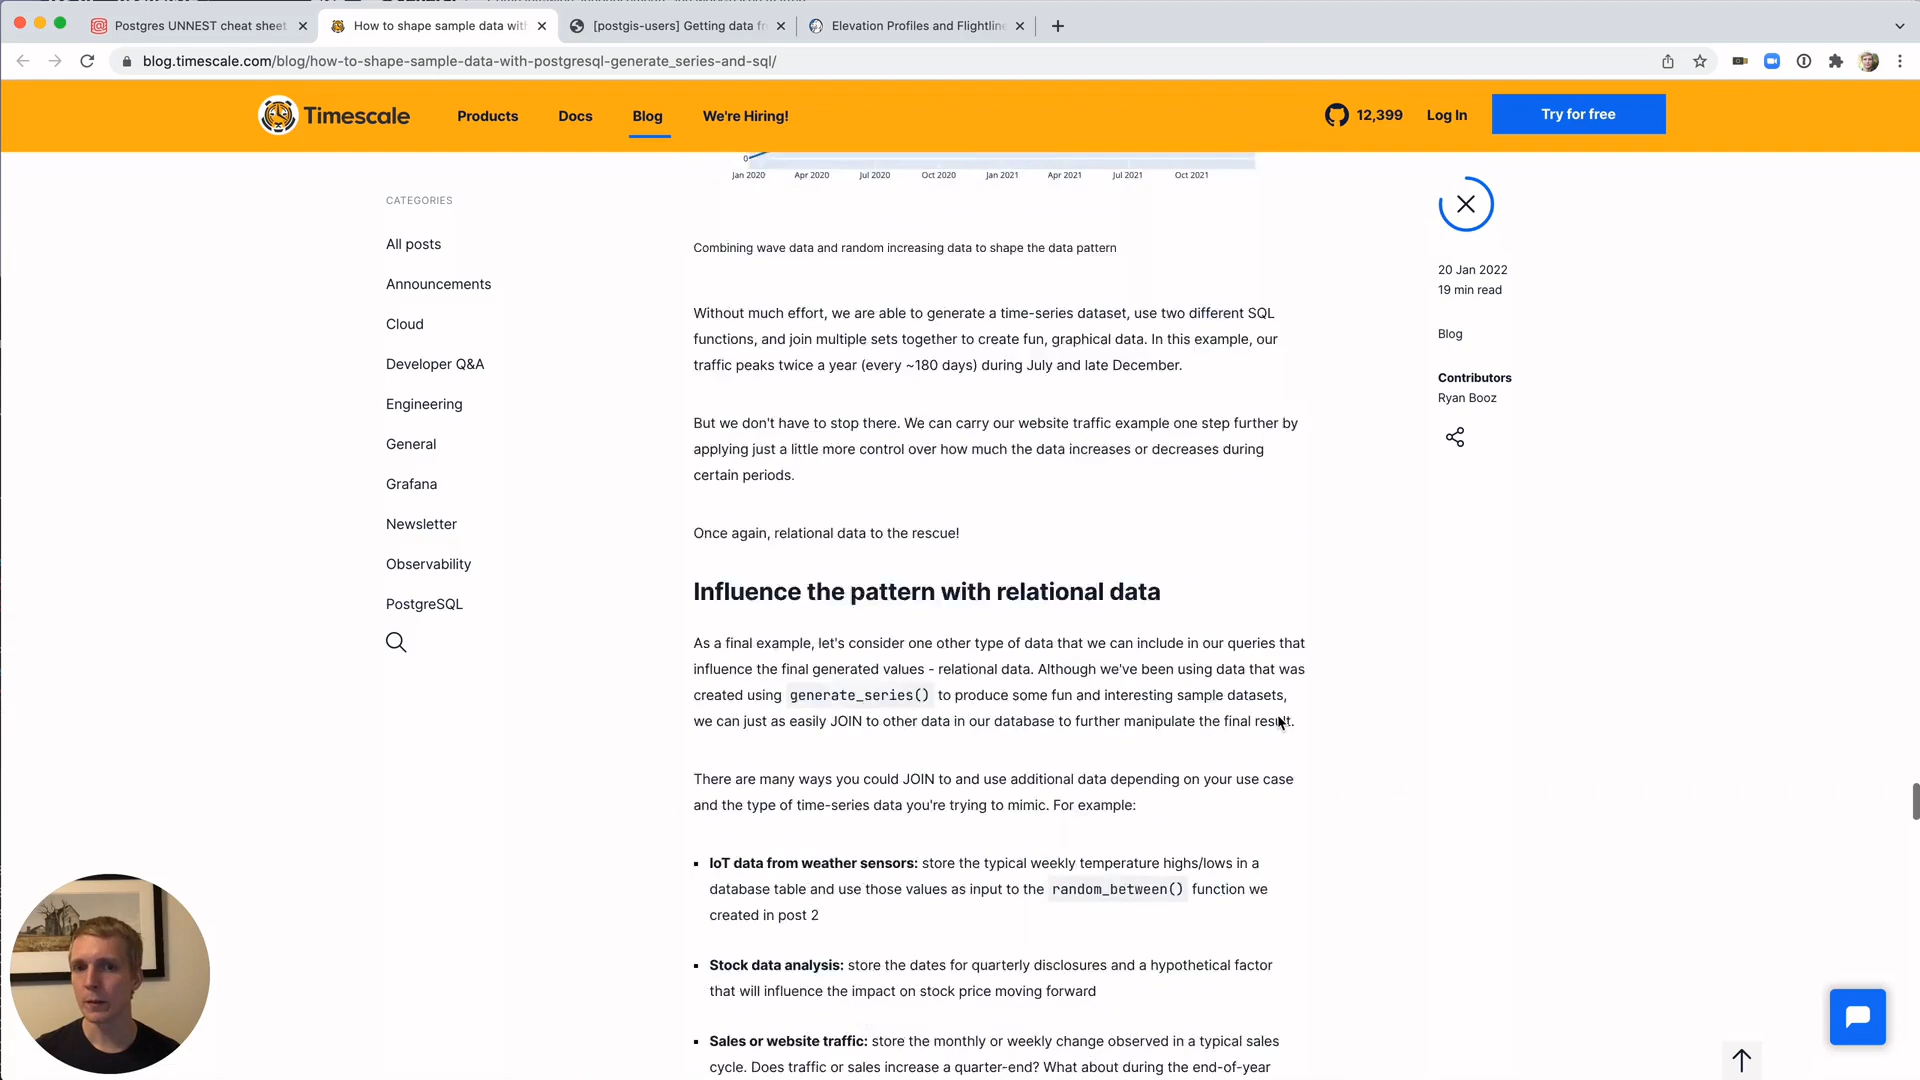 Postgres UNNEST cheat sheet
How to shape sample data with
[postgis-users] Getting data fr
Elevation Profiles and Flightline
blog.timescale.com/blog/how-to-shape-sample-data-with-postgresql-generate_series-and-sql/
Timescale
Products
Docs
Blog
We're Hiring!
12,399
Log In
Try for free
0
Jan 2020
Apr 2020
Jul 2020
Oct 2020
Jan 2021
Apr 2021
Jul 2021
Oct 2021
CATEGORIES
All posts
Announcements
Cloud
Developer Q&A
Engineering
General
Grafana
Newsletter
Observability
PostgreSQL
Combining wave data and random increasing data to shape the data pattern
Without much effort, we are able to generate a time-series dataset, use two different SQL
functions, and join multiple sets together to create fun, graphical data. In this example, our
traffic peaks twice a year (every ~180 days) during July and late December.
But we don't have to stop there. We can carry our website traffic example one step further by
applying just a little more control over how much the data increases or decreases during
certain periods.
Once again, relational data to the rescue!
Influence the pattern with relational data
As a final example, let's consider one other type of data that we can include in our queries that
influence the final generated values - relational data. Although we've been using data that was
created using generate_series() to produce some fun and interesting sample datasets,
we can just as easily JOIN to other data in our database to further manipulate the final result.
There are many ways you could JOIN to and use additional data depending on your use case
and the type of time-series data you're trying to mimic. For example:
▪ IoT data from weather sensors: store the typical weekly temperature highs/lows in a
database table and use those values as input to the random_between() function we
created in post 2
▪ Stock data analysis: store the dates for quarterly disclosures and a hypothetical factor
that will influence the impact on stock price moving forward
▪ Sales or website traffic: store the monthly or weekly change observed in a typical sales
cycle. Does traffic or sales increase a quarter-end? What about during the end-of-year
20 Jan 2022
19 min read
Blog
Contributors
Ryan Booz